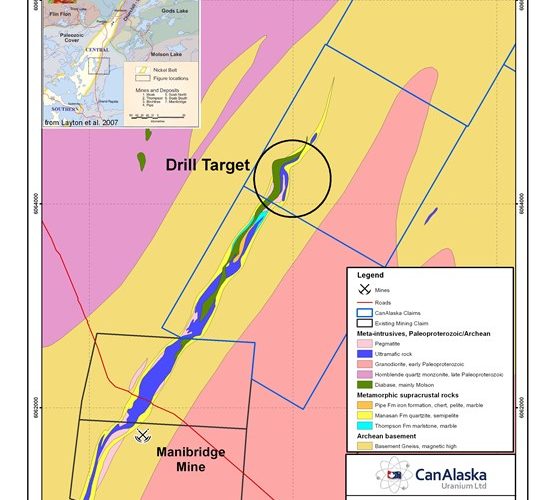 Flin Flon
Gods Lake
Paleozoic
Cover
CENTRAL
Molson Lake
Nickel Belt
Figure locations
Mines and Deposits
SOUTHERN
from Layton et al. 2007
Drill Target
6064000
6064000
6062000
6062000
Manibridge
Mine
Legend
Mines
Roads
CanAlaska Claims
Existing Mining Claim
Meta-intrusives, Paleoproterozoic/Archean
Pegmatite
Ultramafic rock
Granodiorite, early Paleoproterozoic
Hornblende quartz monzonite, late Paleoproterozoic
Diabase, mainly Molson
Metamorphic supracrustal rocks
Pipe Fm iron formation, chert, pelite, marble
Manasan Fm quartzite, semipelite
Thompson Fm marlstone, marble
Archean basement
Basement Gneiss, magnetic high
CanAlaska
Uranium Ltd